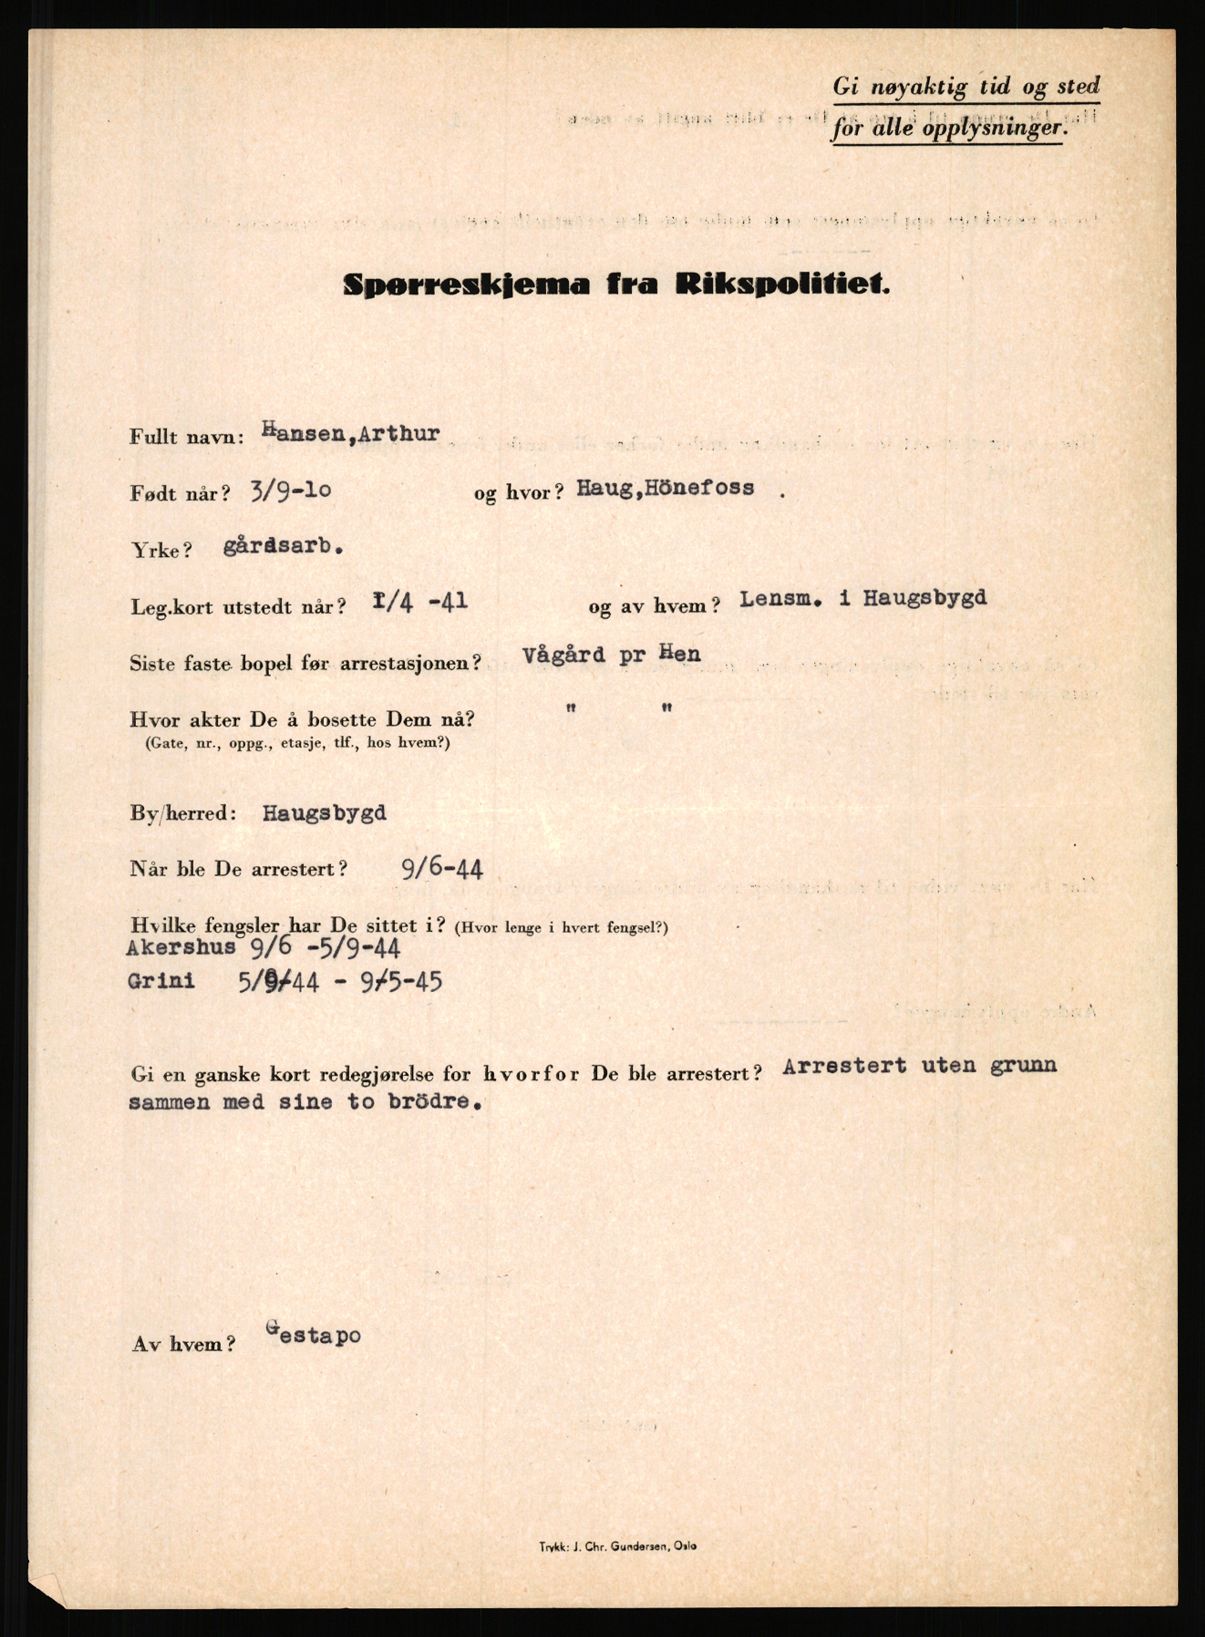 Gi nøyaktig tid og sted
for alle opplysninger.
Spørreskjema fra Rikspolitiet.
Fullt navn: Hansen,Arthur
Født når? 3/9-10 og hvor? Haug,Hönefoss .
Yrke? gårdsarb.
Leg.kort utstedt når? I/4 -41 og av hvem? Lensm. i Haugsbygd
Siste faste bopel før arrestasjonen? Vågård pr Hen
Hvor akter De å bosette Dem nå? " "
(Gate, nr., oppg., etasje, tlf., hos hvem?)
By/herred: Haugsbygd
Når ble De arrestert? 9/6-44
Hvilke fengsler har De sittet i? (Hvor lenge i hvert fengsel?)
Akershus 9/6 -5/9-44
Grini 5/9/44 - 9/5-45
Gi en ganske kort redegjørelse for hvorfor De ble arrestert? Arrestert uten grunn
sammen med sine to brödre.
Av hvem? Gestapo
Trykk: J. Chr. Gundersen, Oslo